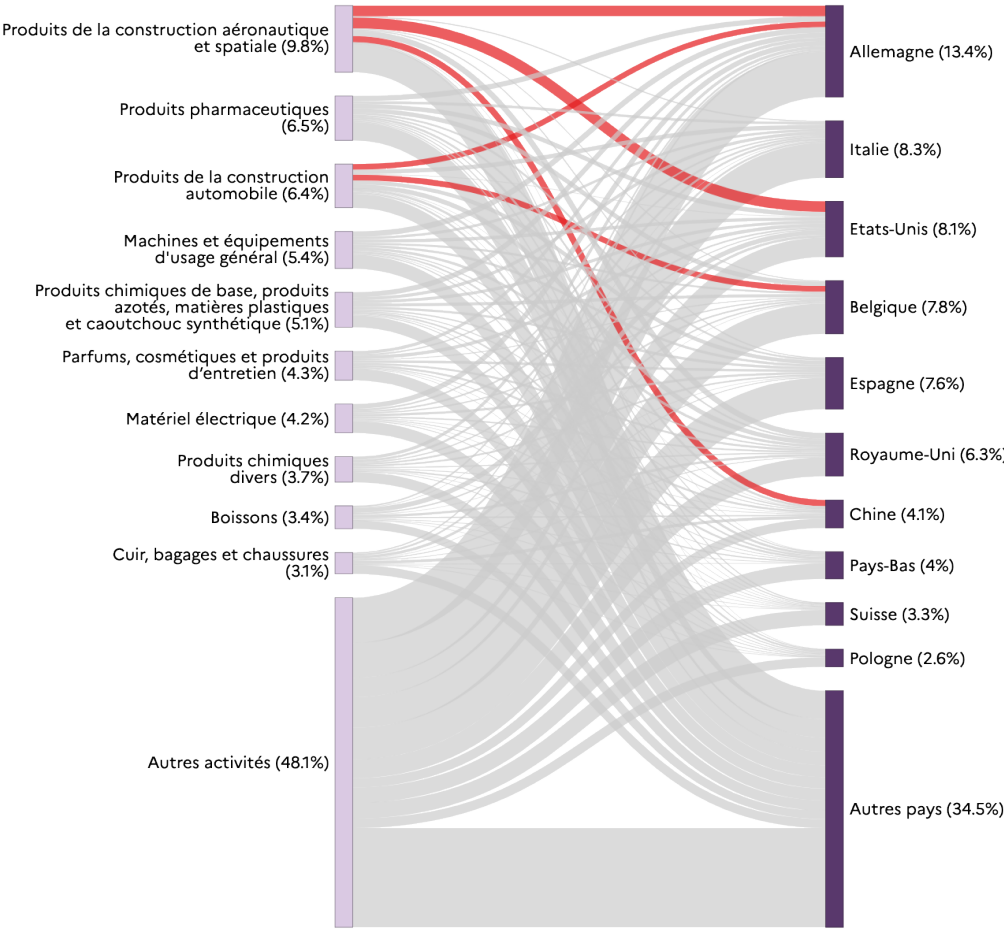 Produits de la construction aéronautique
et spatiale (9.8%)
Produits pharmaceutiques
(6.5%)
Produits de la construction
automobile (6.4%)
Machines et équipements
d'usage général (5.4%)
Produits chimiques de base, produits
azotés, matières plastiques
et caoutchouc synthétique (5.1%)
Parfums, cosmétiques et produits
d’entretien (4.3%)
Matériel électrique (4.2%)
Produits chimiques
divers (3.7%)
Boissons (3.4%)
Cuir, bagages et chaussures
(3.1%)
Autres activités (48.1%)
Allemagne (13.4%)
Italie (8.3%)
Etats-Unis (8.1%)
Belgique (7.8%)
Espagne (7.6%)
Royaume-Uni (6.3%)
Chine (4.1%)
Pays-Bas (4%)
Suisse (3.3%)
Pologne (2.6%)
Autres pays (34.5%)